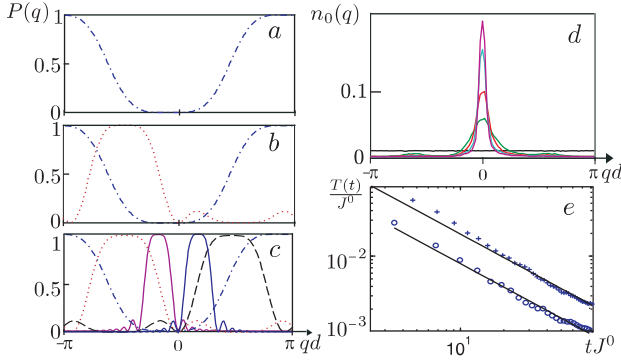 P(q)
1
0.5
0
a
1
0.5
0
b
1
0.5
0
c
-π
0
π
qd
n₀(q)
0.1
0
d
-π
0
π
qd
T(t)
J⁰
10⁻²
10⁻³
e
10¹
tJ⁰